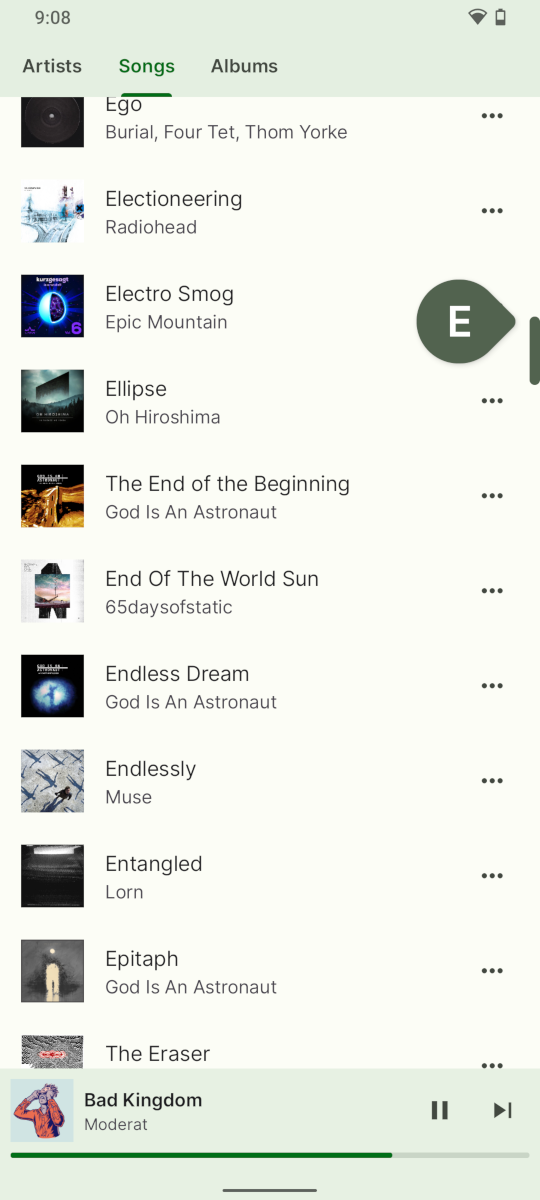 9:08
Artists
Songs
Albums
Ego
Burial, Four Tet, Thom Yorke
Electioneering
Radiohead
kurzgesagt
6
Electro Smog
Epic Mountain
E
Ellipse
Oh Hiroshima
OH HIROSHIMA
The End of the Beginning
God Is An Astronaut
End Of The World Sun
65daysofstatic
Endless Dream
God Is An Astronaut
Endlessly
Muse
Entangled
Lorn
Epitaph
God Is An Astronaut
The Eraser
Bad Kingdom
Moderat